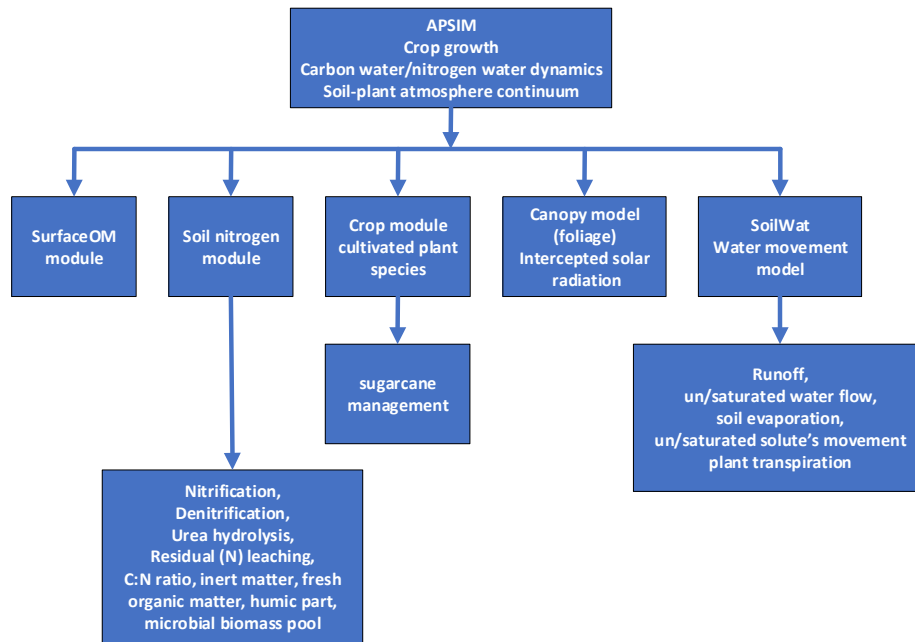 APSIM
Crop growth
Carbon water/nitrogen water dynamics
Soil-plant atmosphere continuum
SurfaceOM
module
Soil nitrogen
module
Crop module
cultivated plant
species
Canopy model
(foliage)
Intercepted solar
radiation
SoilWat
Water movement
model
sugarcane
management
Runoff,
un/saturated water flow,
soil evaporation,
un/saturated solute’s movement
plant transpiration
Nitrification,
Denitrification,
Urea hydrolysis,
Residual (N) leaching,
C:N ratio, inert matter, fresh
organic matter, humic part,
microbial biomass pool